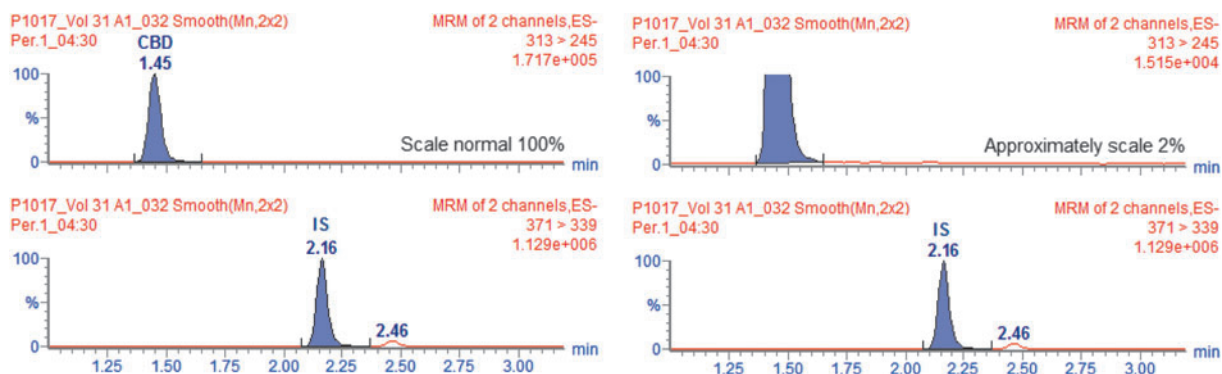 P1017_Vol 31 A1_032 Smooth(Mn,2x2)
Per.1_04:30
MRM of 2 channels,ES-
313 > 245
1.717e+005
CBD
1.45
100
%
0
Scale normal 100%
min
P1017_Vol 31 A1_032 Smooth(Mn,2x2)
Per.1_04:30
MRM of 2 channels,ES-
313 > 245
1.515e+004
100
%
0
Approximately scale 2%
min
P1017_Vol 31 A1_032 Smooth(Mn,2x2)
Per.1_04:30
MRM of 2 channels,ES-
371 > 339
1.129e+006
IS
2.16
2.46
100
%
0
min
1.25 1.50 1.75 2.00 2.25 2.50 2.75 3.00
P1017_Vol 31 A1_032 Smooth(Mn,2x2)
Per.1_04:30
MRM of 2 channels,ES-
371 > 339
1.129e+006
IS
2.16
2.46
100
%
0
min
1.25 1.50 1.75 2.00 2.25 2.50 2.75 3.00